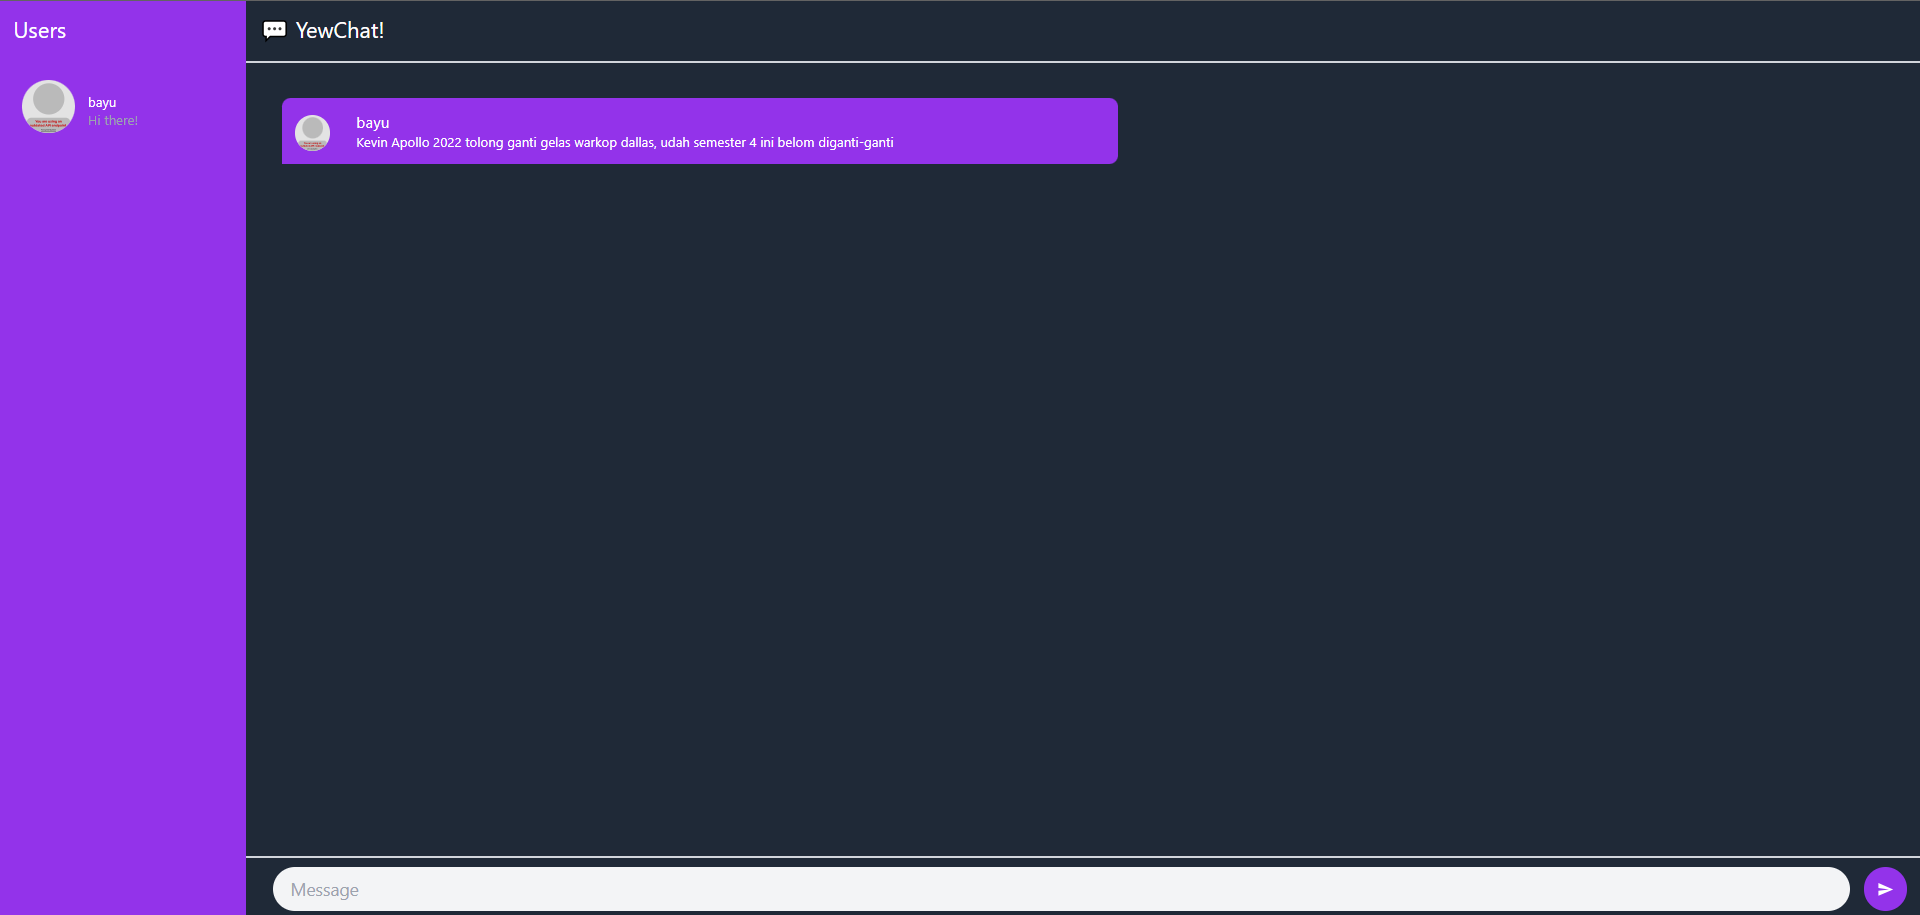 Users
YewChat!
bayu
Hi there!
bayu
Kevin Apollo 2022 tolong ganti gelas warkop dallas, udah semester 4 ini belom diganti-ganti
Message